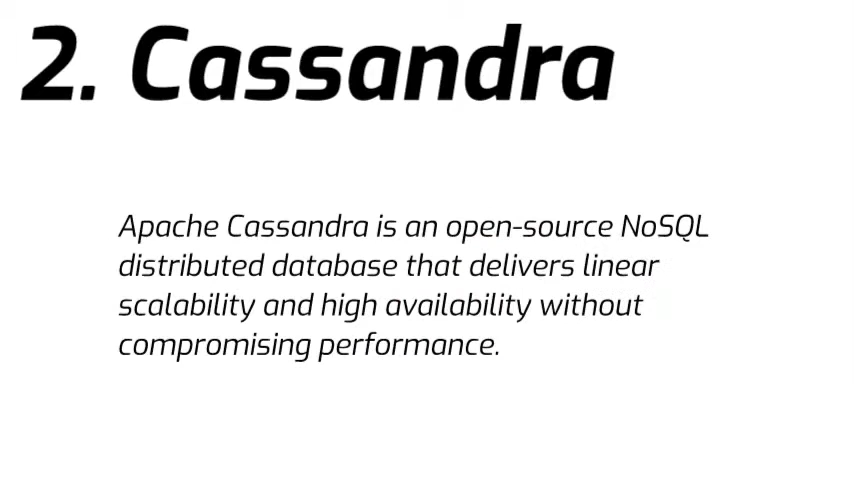 2. Cassandra
Apache Cassandra is an open-source NoSQL
distributed database that delivers linear
scalability and high availability without
compromising performance.